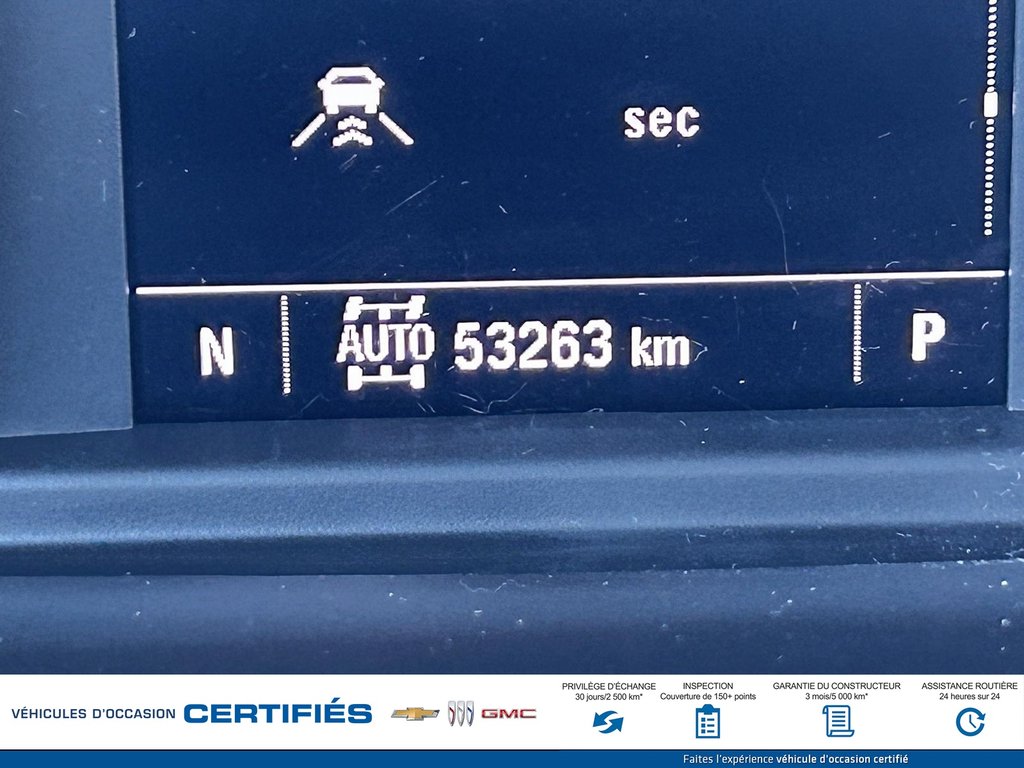 sec
N AUTO 53263 km P
VÉHICULES D'OCCASION CERTIFIÉS GMC
PRIVILÈGE D'ÉCHANGE
30 jours/2 500 km*
INSPECTION
Couverture de 150+ points
GARANTIE DU CONSTRUCTEUR
3 mois/5 000 km*
ASSISTANCE ROUTIÈRE
24 heures sur 24
Faites l'expérience véhicule d'occasion certifié